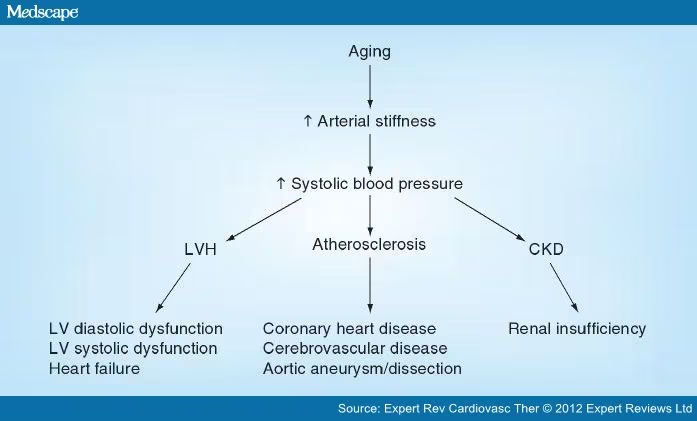 Medscape
Aging
↑ Arterial stiffness
↑ Systolic blood pressure
LVH
Atherosclerosis
CKD
LV diastolic dysfunction
LV systolic dysfunction
Heart failure
Coronary heart disease
Cerebrovascular disease
Aortic aneurysm/dissection
Renal insufficiency
Source: Expert Rev Cardiovasc Ther © 2012 Expert Reviews Ltd